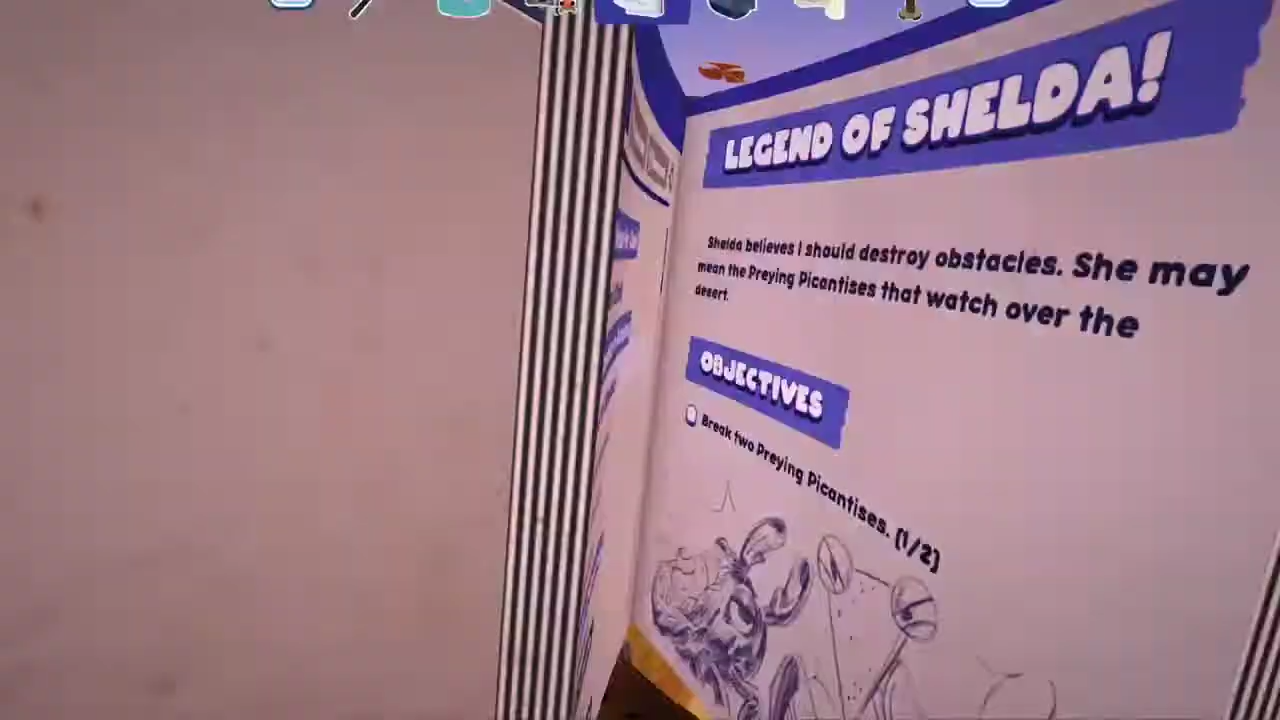 LEGEND OF SHELDA!
Shelda believes I should destroy obstacles. She may
mean the Preying Picantises that watch over the
desert.
OBJECTIVES
Break two Preying Picantises. (1/2)